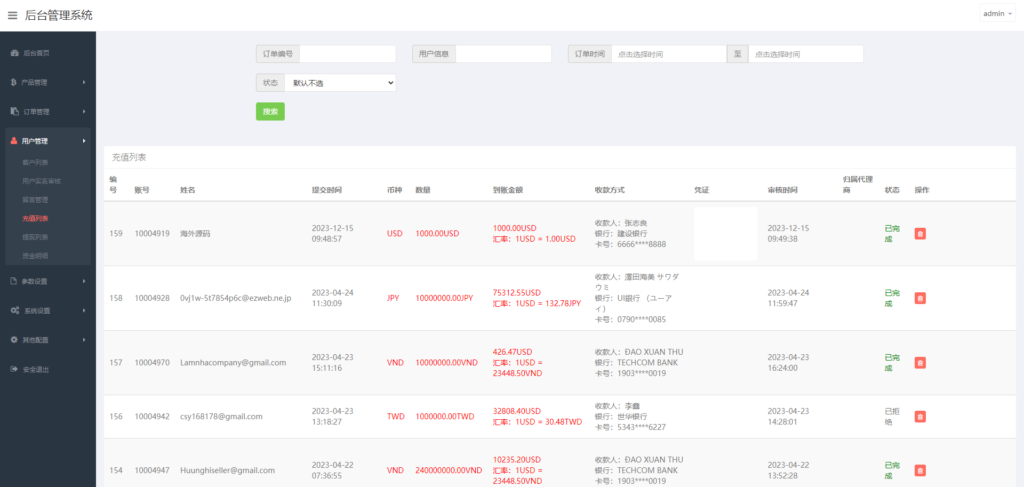 后台管理系统
admin
后台首页
产品管理
订单管理
用户管理
客户列表
用户实名审核
留言管理
充值列表
提现列表
资金明细
参数设置
系统设置
其他配置
安全退出
订单编号
用户信息
订单时间 点击选择时间 至 点击选择时间
状态 默认不选
搜索
充值列表
编号 账号 姓名 提交时间 币种 数量 到账金额 收款方式 凭证 审核时间 归属代理商 状态 操作
159 10004919 海外源码 2023-12-15 09:48:57 USD 1000.00USD
1000.00USD
汇率：1USD = 1.00USD
收款人：张志良
银行：建设银行
卡号：6666****8888
2023-12-15 09:49:38 已完成
158 10004928 0vj1w-5t7854p6c@ezweb.ne.jp 2023-04-24 11:30:09 JPY 10000000.00JPY
75312.55USD
汇率：1USD = 132.78JPY
收款人：澤田海美 サワダ
ウミ
银行：UI银行 （ユーア
イ）
卡号：0790****0085
2023-04-24 11:59:47 已完成
157 10004970 Lamnhacompany@gmail.com 2023-04-23 15:11:16 VND 10000000.00VND
426.47USD
汇率：1USD =
23448.50VND
收款人：ĐAO XUAN THU
银行：TECHCOM BANK
卡号：1903****0019
2023-04-23 16:24:00 已完成
156 10004942 csy168178@gmail.com 2023-04-23 13:18:27 TWD 1000000.00TWD
32808.40USD
汇率：1USD = 30.48TWD
收款人：李鑫
银行：世华银行
卡号：5343****6227
2023-04-23 14:28:01 已拒绝
154 10004947 Huunghiseller@gmail.com 2023-04-22 07:36:55 VND 240000000.00VND
10235.20USD
汇率：1USD =
23448.50VND
收款人：ĐAO XUAN THU
银行：TECHCOM BANK
卡号：1903****0019
2023-04-22 13:52:28 已完成